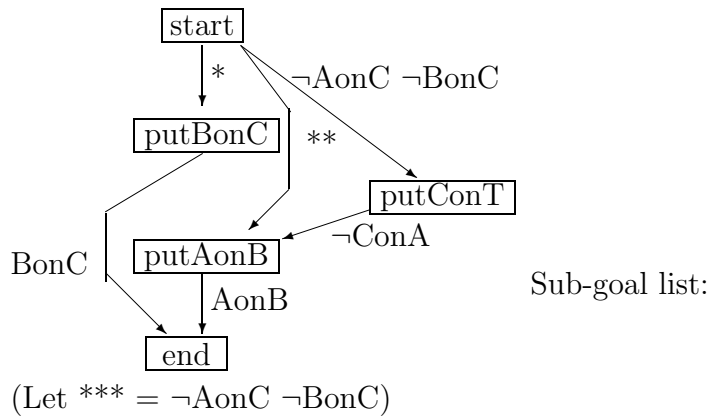 start
*
¬AonC ¬BonC
putBonC
**
putConT
¬ConA
putAonB
BonC
Sub-goal list:
AonB
end
(Let *** = ¬AonC ¬BonC)